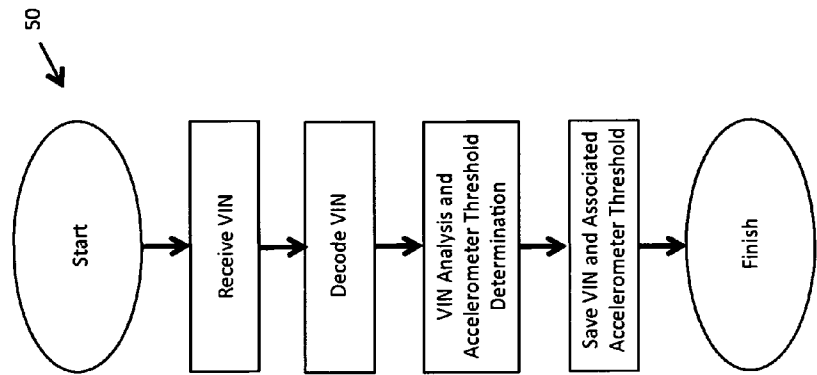 50
Start
Receive VIN
Decode VIN
VIN Analysis and
Accelerometer Threshold
Determination
Save VIN and Associated
Accelerometer Threshold
Finish